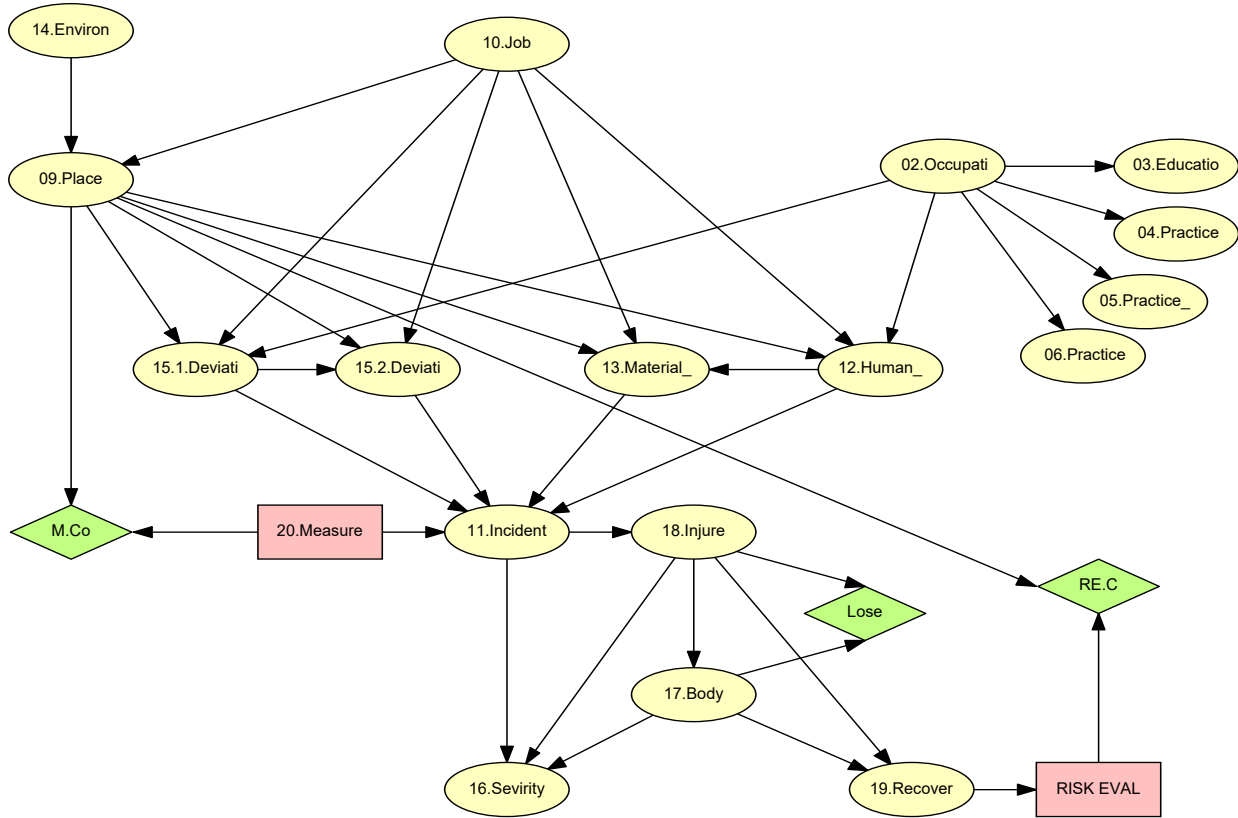 14.Environ
10.Job
09.Place
02.Occupati
03.Educatio
04.Practice
05.Practice_
06.Practice
15.1.Deviati
15.2.Deviati
13.Material_
12.Human_
M.Co
20.Measure
11.Incident
18.Injure
RE.C
Lose
17.Body
16.Sevirity
19.Recover
RISK EVAL